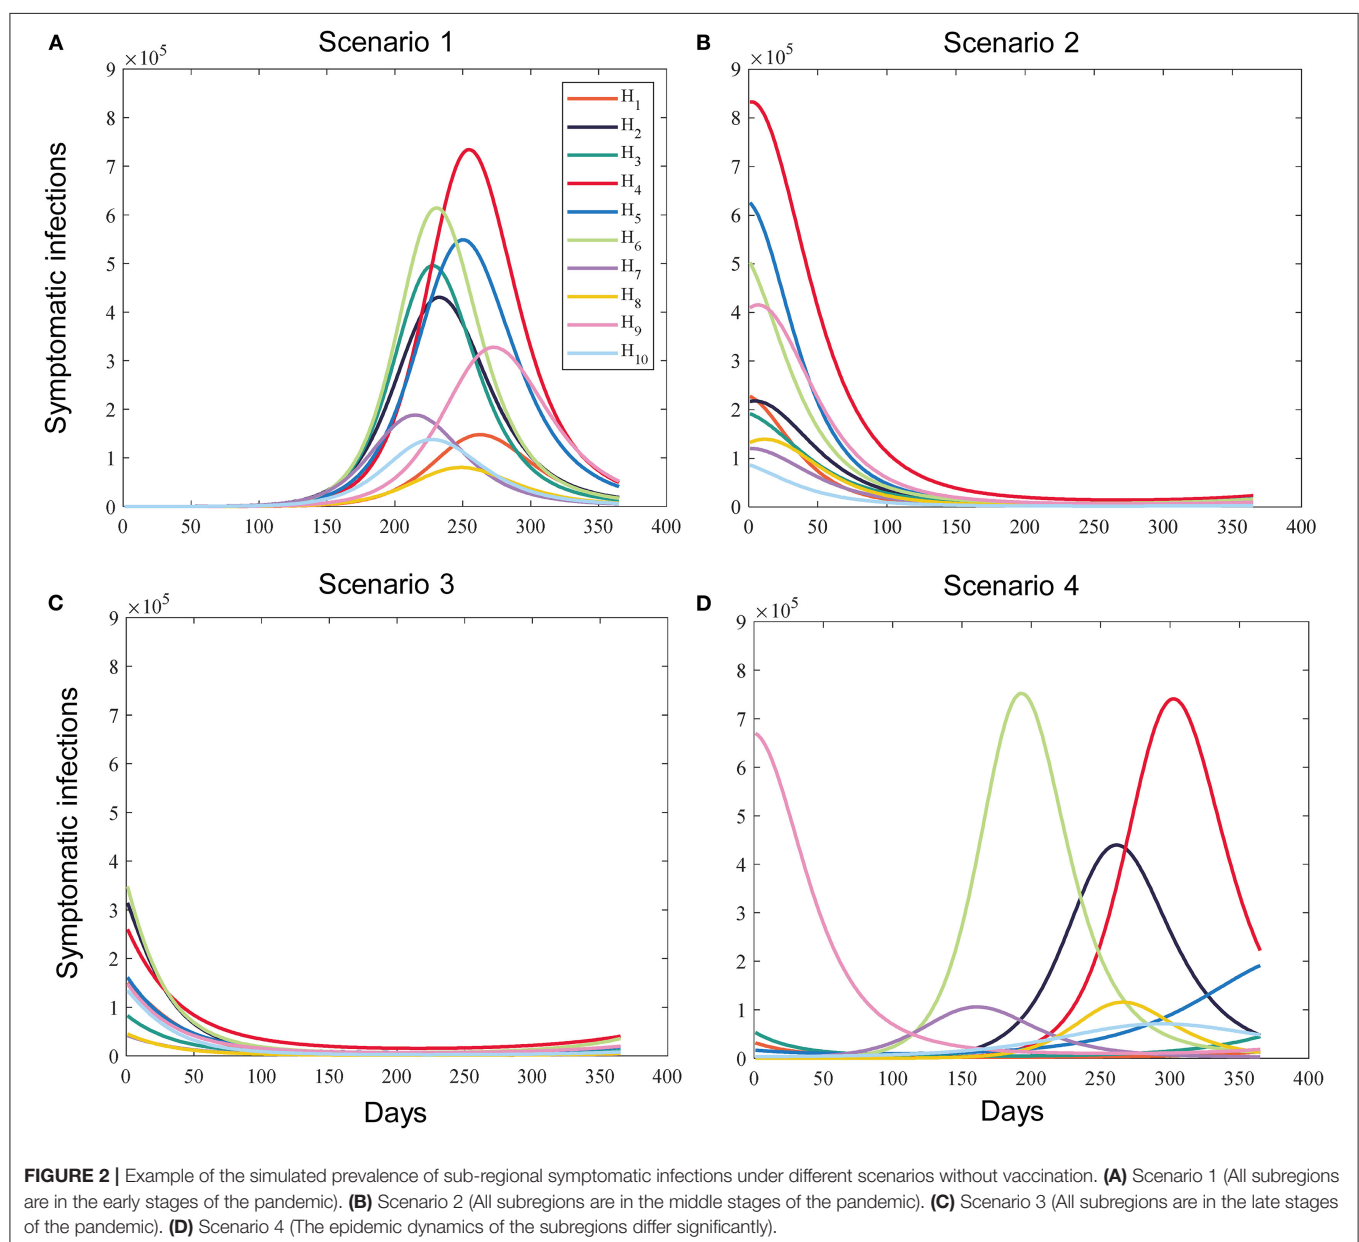 A
Scenario 1
×10⁵
Symptomatic infections
9
8
7
6
5
4
3
2
1
0
0 50 100 150 200 250 300 350 400
H₁
H₂
H₃
H₄
H₅
H₆
H₇
H₈
H₉
H₁₀
B
Scenario 2
×10⁵
9
8
7
6
5
4
3
2
1
0
0 50 100 150 200 250 300 350 400
C
Scenario 3
×10⁵
Symptomatic infections
9
8
7
6
5
4
3
2
1
0
0 50 100 150 200 250 300 350 400
Days
D
Scenario 4
×10⁵
9
8
7
6
5
4
3
2
1
0
0 50 100 150 200 250 300 350 400
Days
FIGURE 2 | Example of the simulated prevalence of sub-regional symptomatic infections under different scenarios without vaccination. (A) Scenario 1 (All subregions
are in the early stages of the pandemic). (B) Scenario 2 (All subregions are in the middle stages of the pandemic). (C) Scenario 3 (All subregions are in the late stages
of the pandemic). (D) Scenario 4 (The epidemic dynamics of the subregions differ significantly).